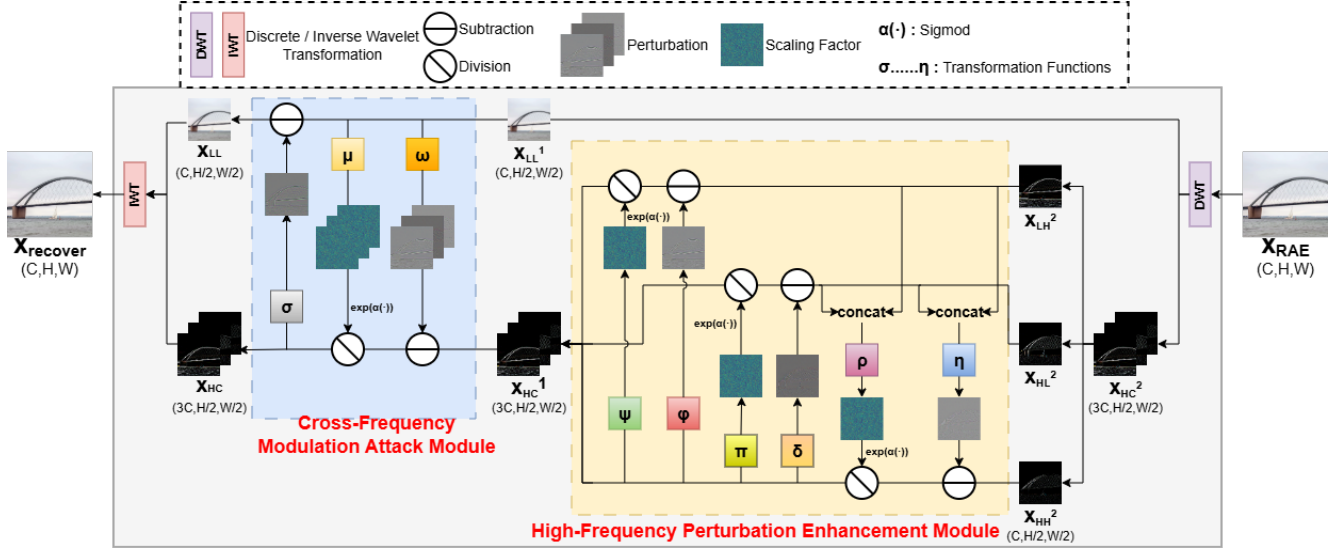 DWT
IWT
Discrete / Inverse Wavelet
Transformation
Subtraction
Division
Perturbation
Scaling Factor
α(·) : Sigmod
σ......η : Transformation Functions
X_LL
(C,H/2,W/2)
μ
ω
X_LL^1
(C,H/2,W/2)
IWT
X_recover
(C,H,W)
exp(α(·))
σ
X_HC
(3C,H/2,W/2)
Cross-Frequency
Modulation Attack Module
X_HC^1
(3C,H/2,W/2)
exp(α(·))
exp(α(·))
concat
concat
ρ
η
ψ
φ
π
δ
exp(α(·))
High-Frequency Perturbation Enhancement Module
X_LH^2
X_HL^2
X_HH^2
(C,H/2,W/2)
X_HC^2
(3C,H/2,W/2)
DWT
X_RAE
(C,H,W)